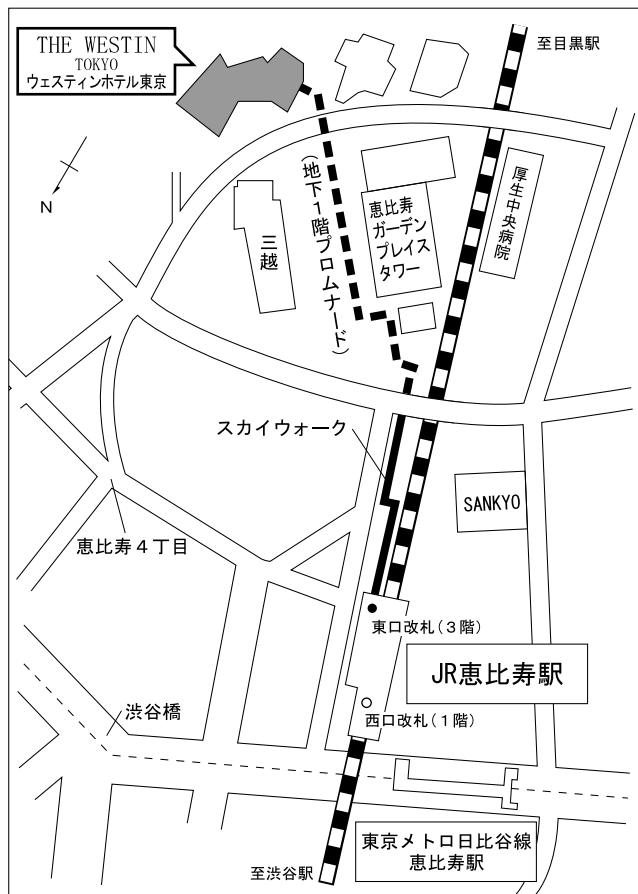 THE WESTIN
TOKYO
ウェスティンホテル東京
至目黒駅
N
厚生中央病院
(地下1階プロムナード)
恵比寿
ガーデン
プレイス
タワー
三越
スカイウォーク
SANKYO
恵比寿4丁目
東口改札(3階)
JR恵比寿駅
西口改札(1階)
渋谷橋
東京メトロ日比谷線
恵比寿駅
至渋谷駅